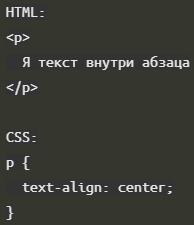 HTML:
<p>
  Я текст внутри абзаца
</p>

CSS:
p {
  text-align: center;
}